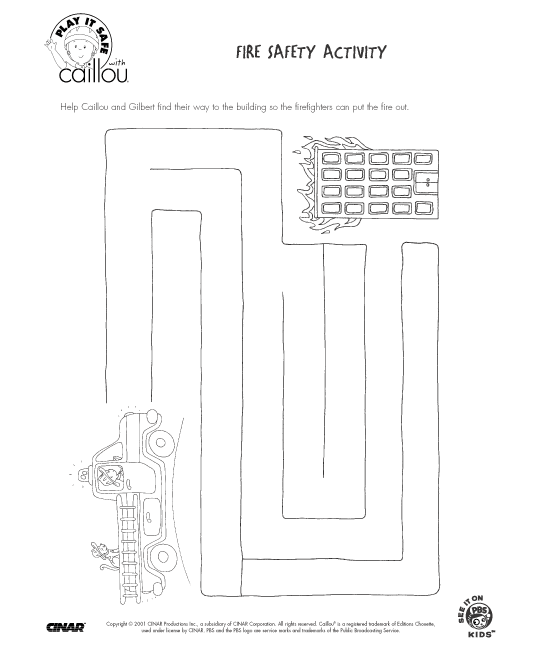 PLAY IT SAFE
with
caillou
FIRE SAFETY ACTIVITY
Help Caillou and Gilbert find their way to the building so the firefighters can put the fire out.
SEE IT ON
PBS
KIDS™
CINAR®
Copyright © 2001 CINAR Productions Inc., a subsidiary of CINAR Corporation. All rights reserved. Caillou® is a registered trademark of Editions Chouette,
used under license by CINAR. PBS and the PBS logo are service marks and trademarks of the Public Broadcasting Service.